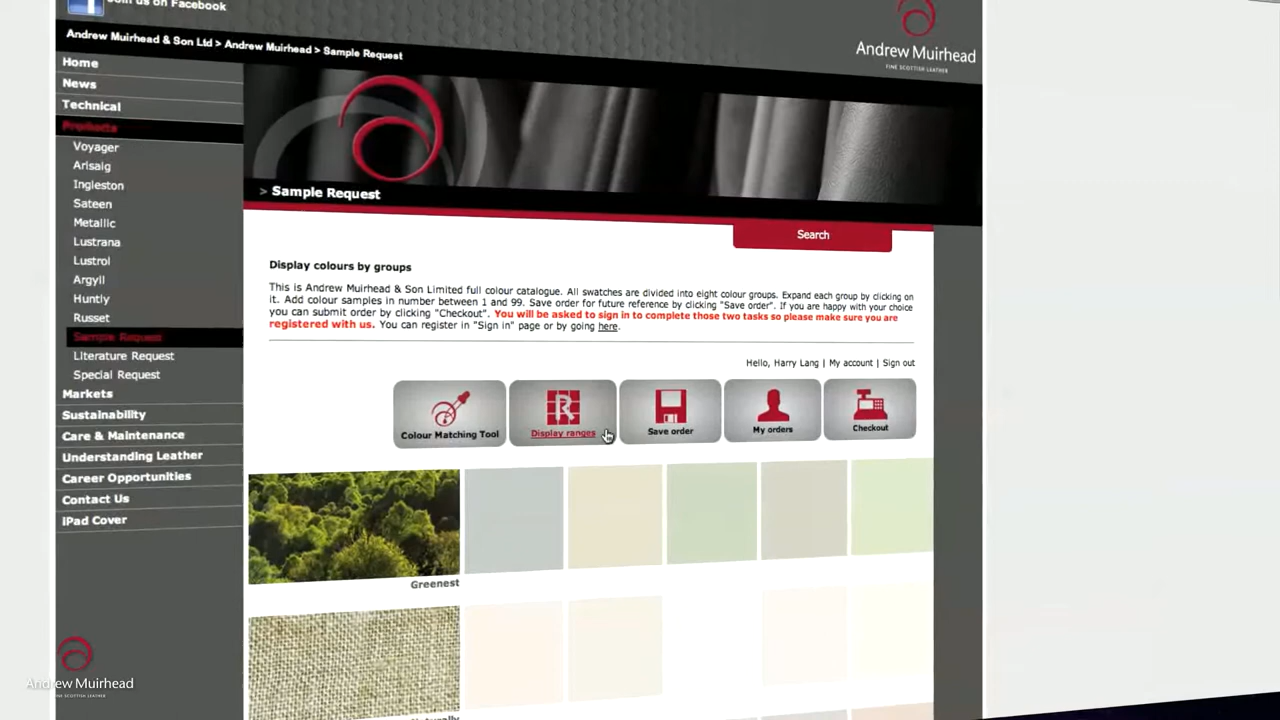 Join us on Facebook
Andrew Muirhead & Son Ltd > Andrew Muirhead > Sample Request
Andrew Muirhead
FINE SCOTTISH LEATHER
Home
News
Technical
Products
Voyager
Arisaig
Ingleston
Sateen
Metallic
Lustrana
Lustrol
Argyll
Huntly
Russet
Sample Request
Literature Request
Special Request
Markets
Sustainability
Care & Maintenance
Understanding Leather
Career Opportunities
Contact Us
iPad Cover
> Sample Request
Search
Display colours by groups
This is Andrew Muirhead & Son Limited full colour catalogue. All swatches are divided into eight colour groups. Expand each group by clicking on
it. Add colour samples in number between 1 and 99. Save order for future reference by clicking "Save order". If you are happy with your choice
you can submit order by clicking "Checkout". You will be asked to sign in to complete those two tasks so please make sure you are
registered with us. You can register in "Sign in" page or by going here.
Hello, Harry Lang | My account | Sign out
Colour Matching Tool
Display ranges
Save order
My orders
Checkout
Greenest
Andrew Muirhead
FINE SCOTTISH LEATHER